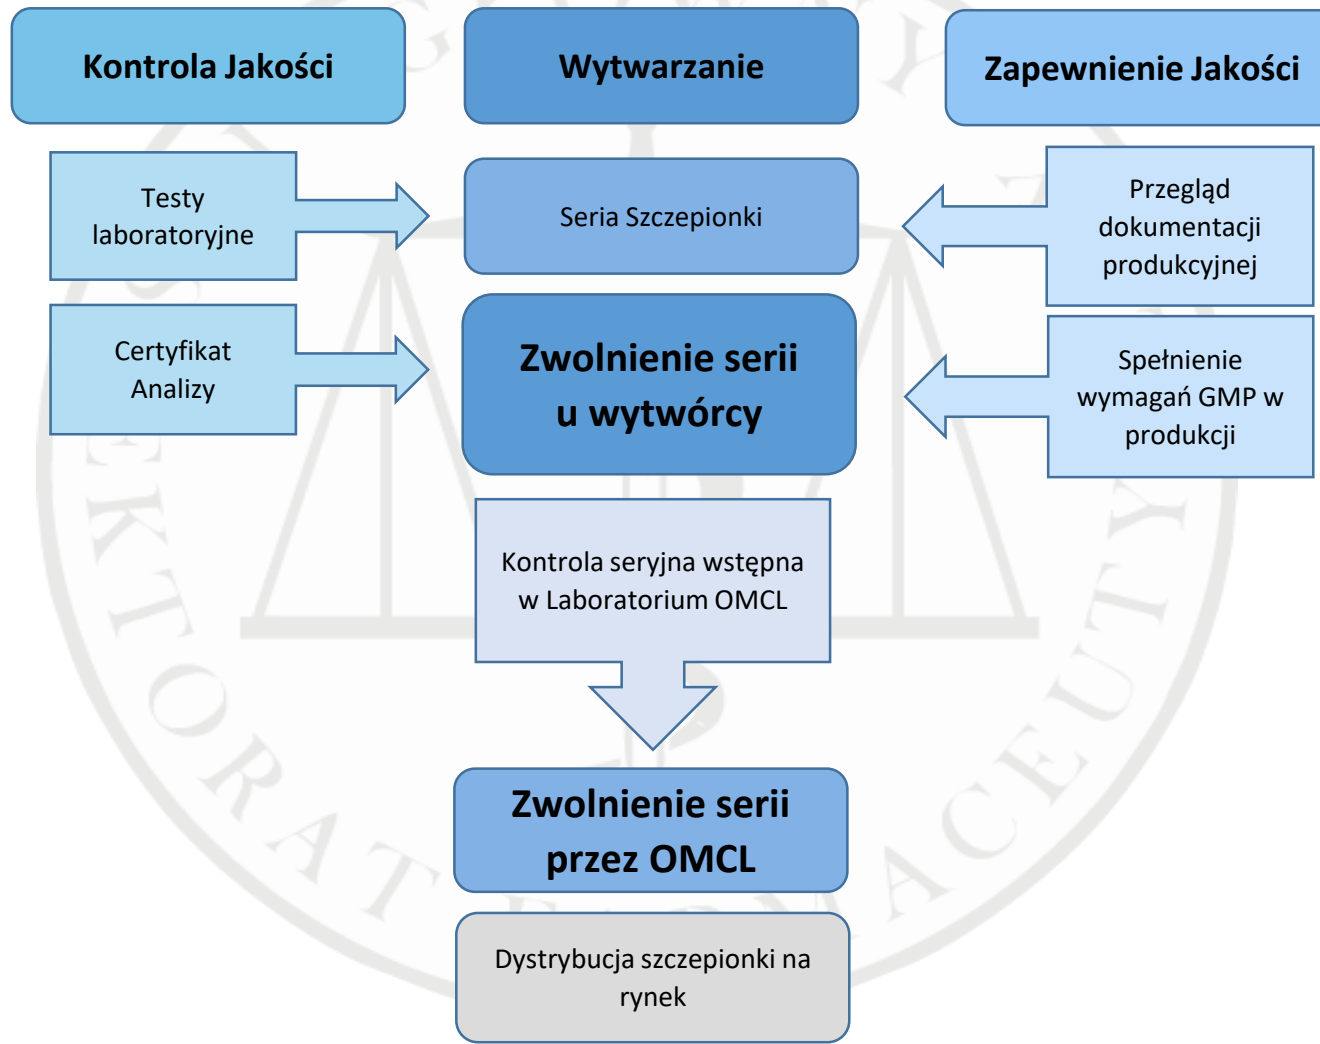 Kontrola Jakości
Wytwarzanie
Zapewnienie Jakości
Testy
laboratoryjne
Seria Szczepionki
Przegląd
dokumentacji
produkcyjnej
Certyfikat
Analizy
Zwolnienie serii
u wytwórcy
Spełnienie
wymagań GMP w
produkcji
Kontrola seryjna wstępna
w Laboratorium OMCL
Zwolnienie serii
przez OMCL
Dystrybucja szczepionki na
rynek